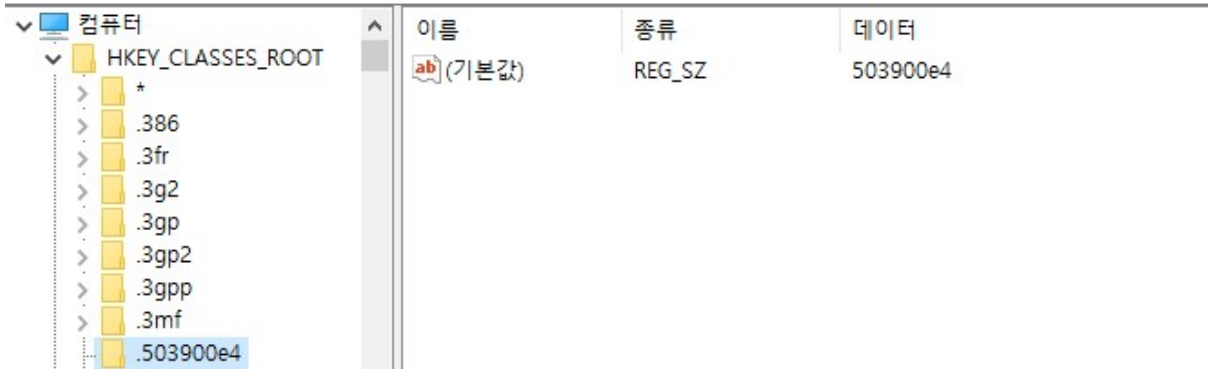 컴퓨터
HKEY_CLASSES_ROOT
*
.386
.3fr
.3g2
.3gp
.3gp2
.3gpp
.3mf
.503900e4
이름 종류 데이터
ab (기본값) REG_SZ 503900e4